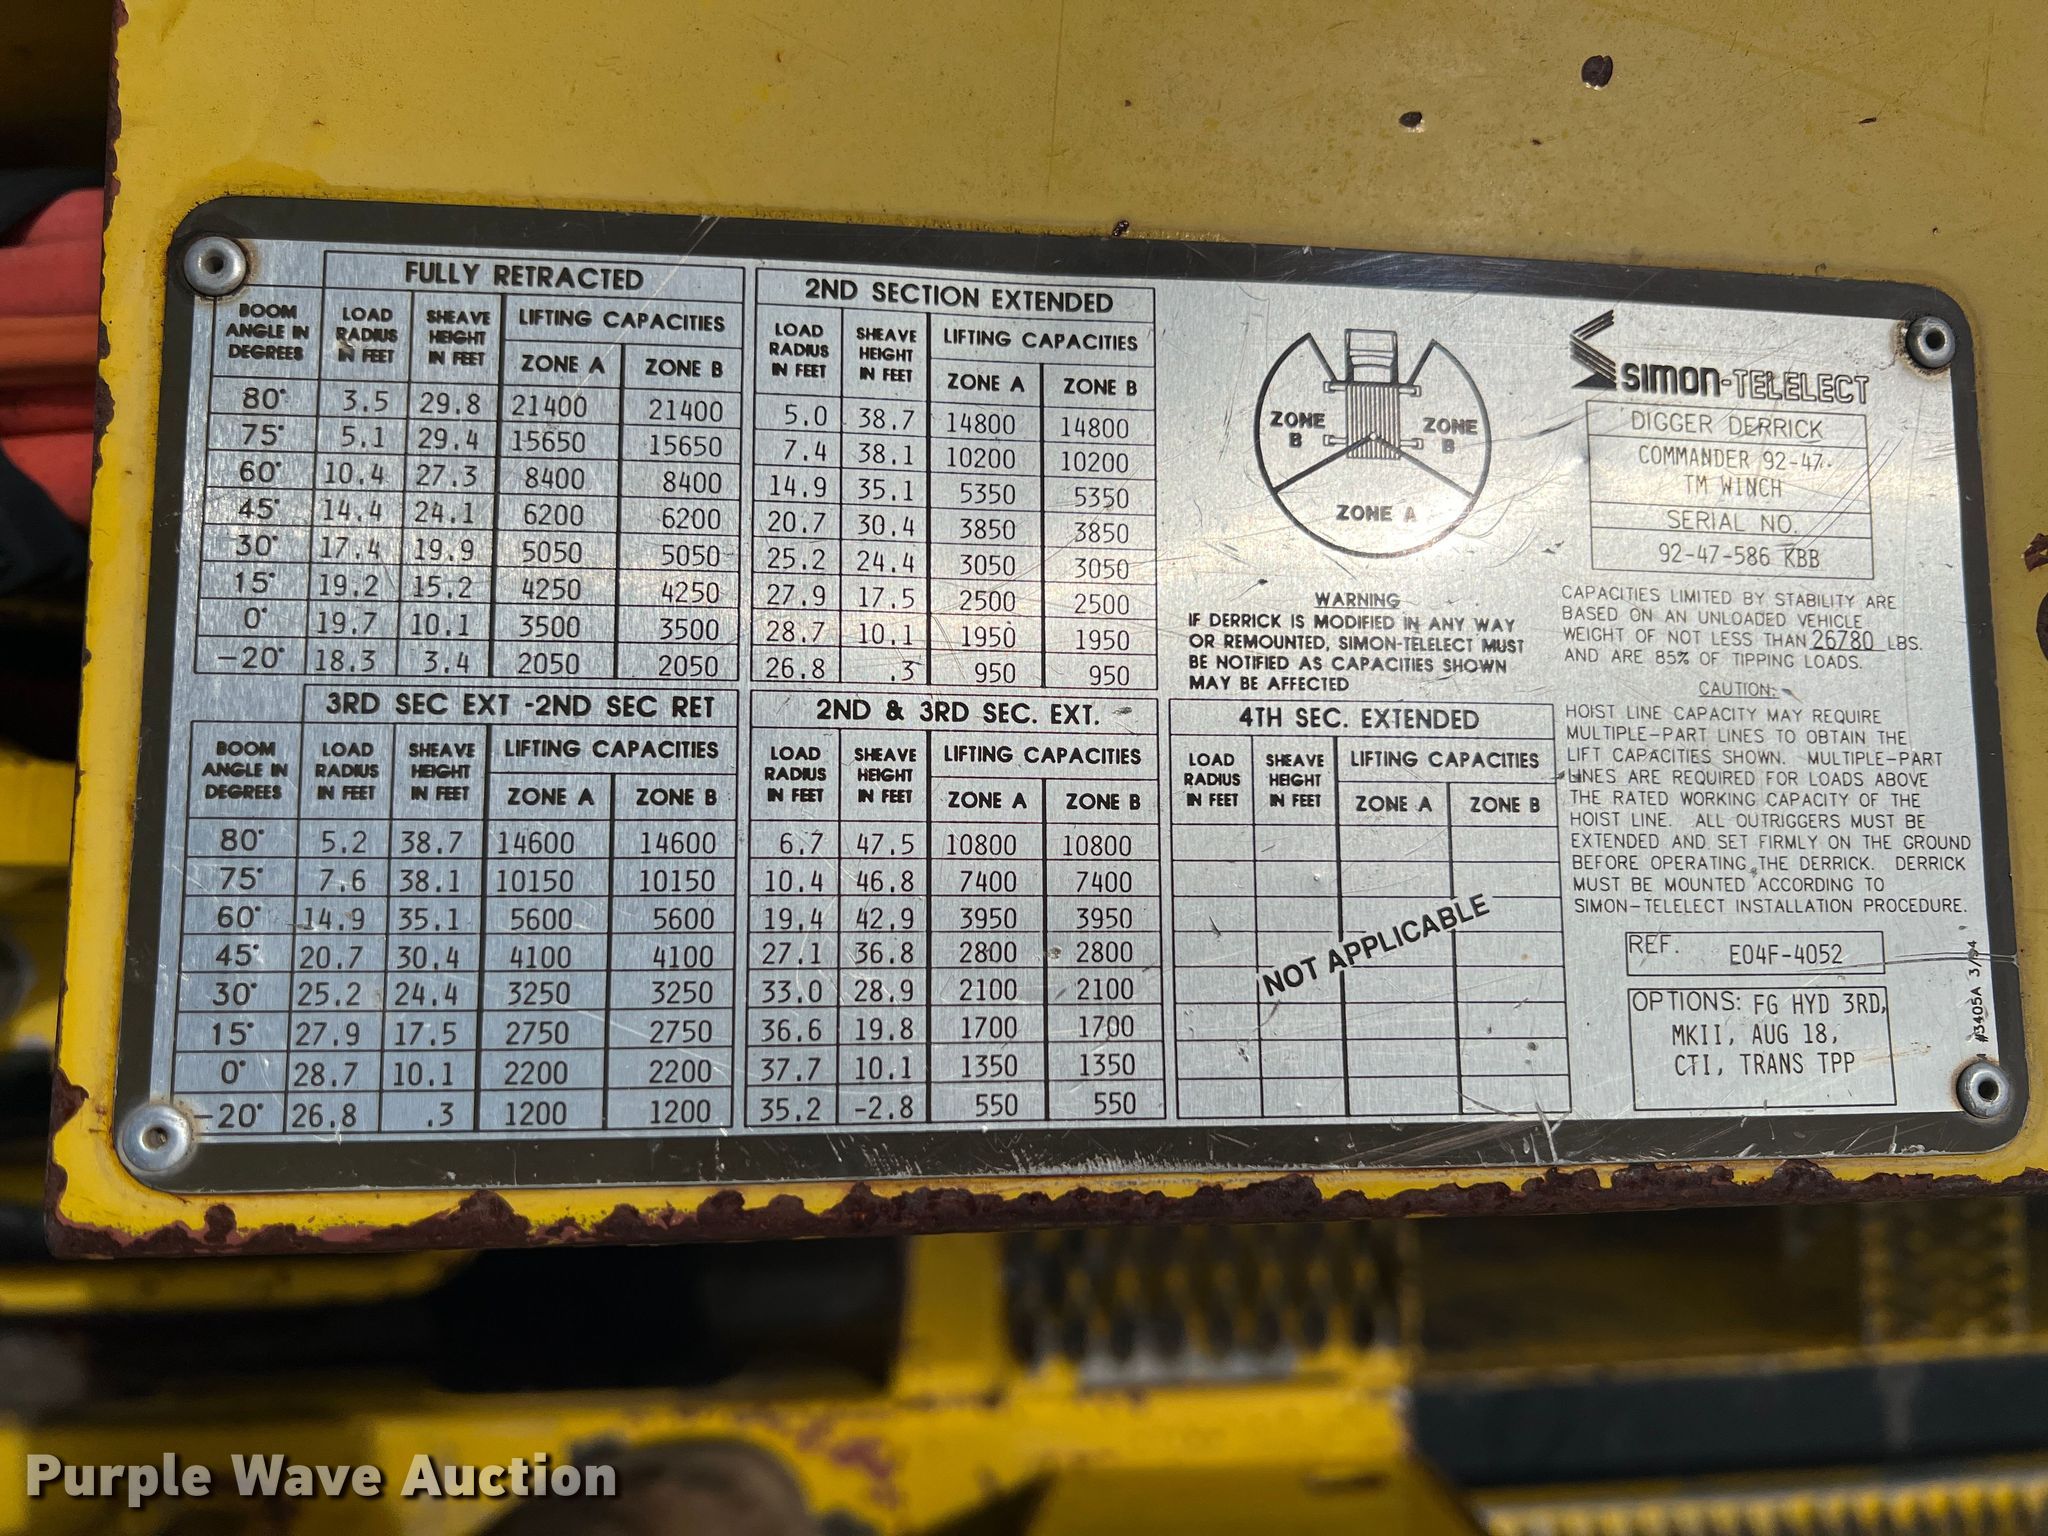 FULLY RETRACTED
BOOM ANGLE IN DEGREES | LOAD RADIUS IN FEET | SHEAVE HEIGHT IN FEET | LIFTING CAPACITIES
ZONE A | ZONE B
80° 3.5 29.8 21400 21400
75° 5.1 29.4 15650 15650
60° 10.4 27.3 8400 8400
45° 14.4 24.1 6200 6200
30° 17.4 19.9 5050 5050
15° 19.2 15.2 4250 4250
0° 19.7 10.1 3500 3500
-20° 18.3 3.4 2050 2050
2ND SECTION EXTENDED
LOAD RADIUS IN FEET | SHEAVE HEIGHT IN FEET | LIFTING CAPACITIES
ZONE A | ZONE B
5.0 38.7 14800 14800
7.4 38.1 10200 10200
14.9 35.1 5350 5350
20.7 30.4 3850 3850
25.2 24.4 3050 3050
27.9 17.5 2500 2500
28.7 10.1 1950 1950
26.8 .3 950 950
3RD SEC EXT -2ND SEC RET
BOOM ANGLE IN DEGREES | LOAD RADIUS IN FEET | SHEAVE HEIGHT IN FEET | LIFTING CAPACITIES
ZONE A | ZONE B
80° 5.2 38.7 14600 14600
75° 7.6 38.1 10150 10150
60° 14.9 35.1 5600 5600
45° 20.7 30.4 4100 4100
30° 25.2 24.4 3250 3250
15° 27.9 17.5 2750 2750
0° 28.7 10.1 2200 2200
-20° 26.8 .3 1200 1200
2ND & 3RD SEC. EXT.
LOAD RADIUS IN FEET | SHEAVE HEIGHT IN FEET | LIFTING CAPACITIES
ZONE A | ZONE B
6.7 47.5 10800 10800
10.4 46.8 7400 7400
19.4 42.9 3950 3950
27.1 36.8 2800 2800
33.0 28.9 2100 2100
36.6 19.8 1700 1700
37.7 10.1 1350 1350
35.2 -2.8 550 550
4TH SEC. EXTENDED
LOAD RADIUS IN FEET | SHEAVE HEIGHT IN FEET | LIFTING CAPACITIES
ZONE A | ZONE B
NOT APPLICABLE
ZONE B
ZONE B
ZONE A
WARNING
IF DERRICK IS MODIFIED IN ANY WAY
OR REMOUNTED, SIMON-TELELECT MUST
BE NOTIFIED AS CAPACITIES SHOWN
MAY BE AFFECTED
SIMON-TELELECT
DIGGER DERRICK
COMMANDER 92-47
TM WINCH
SERIAL NO.
92-47-586 KBB
CAPACITIES LIMITED BY STABILITY ARE
BASED ON AN UNLOADED VEHICLE
WEIGHT OF NOT LESS THAN 26780 LBS.
AND ARE 85% OF TIPPING LOADS.
CAUTION:
HOIST LINE CAPACITY MAY REQUIRE
MULTIPLE-PART LINES TO OBTAIN THE
LIFT CAPACITIES SHOWN. MULTIPLE-PART
LINES ARE REQUIRED FOR LOADS ABOVE
THE RATED WORKING CAPACITY OF THE
HOIST LINE. ALL OUTRIGGERS MUST BE
EXTENDED AND SET FIRMLY ON THE GROUND
BEFORE OPERATING THE DERRICK. DERRICK
MUST BE MOUNTED ACCORDING TO
SIMON-TELELECT INSTALLATION PROCEDURE.
REF. E04F-4052
OPTIONS: FG HYD 3RD,
MKII, AUG 18,
CTI, TRANS TPP
#3405A
Purple Wave Auction